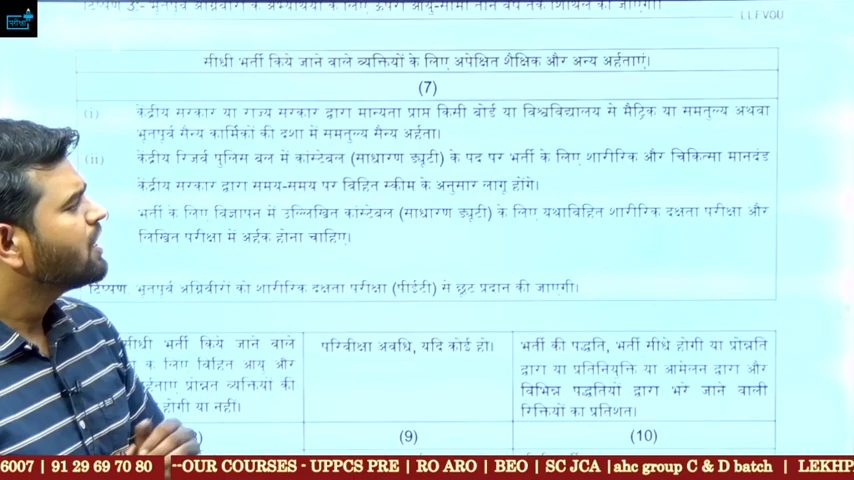 टिप्पण 3:- भूतपूर्व अग्निवीरों के अभ्यर्थियों के लिए ऊपरी आयु-सीमा तीन वर्ष तक शिथिल की जाएगी।
परीक्षा
सीधी भर्ती किये जाने वाले व्यक्तियों के लिए अपेक्षित शैक्षिक और अन्य अर्हताएं।
(7)
(i) केंद्रीय सरकार या राज्य सरकार द्वारा मान्यता प्राप्त किसी बोर्ड या विश्वविद्यालय से मैट्रिक या समतुल्य अथवा
भूतपूर्व सैन्य कार्मिकों की दशा में समतुल्य सैन्य अर्हता।
(ii) केंद्रीय रिजर्व पुलिस बल में कांस्टेबल (साधारण ड्यूटी) के पद पर भर्ती के लिए शारीरिक और चिकित्सा मानदंड
केंद्रीय सरकार द्वारा समय-समय पर विहित स्कीम के अनुसार लागू होंगे।
भर्ती के लिए विज्ञापन में उल्लिखित कांस्टेबल (साधारण ड्यूटी) के लिए यथाविहित शारीरिक दक्षता परीक्षा और
लिखित परीक्षा में अर्हक होना चाहिए।
टिप्पण. भूतपूर्व अग्निवीरों को शारीरिक दक्षता परीक्षा (पीईटी) से छूट प्रदान की जाएगी।
सीधी भर्ती किये जाने वाले
के लिए विहित आयु और
प्रोन्नत व्यक्तियों की
होगी या नहीं।
परिवीक्षा अवधि, यदि कोई हो।
भर्ती की पद्धति, भर्ती सीधे होगी या प्रोन्नति
द्वारा या प्रतिनियुक्ति या आमेलन द्वारा और
विभिन्न पद्धतियों द्वारा भरे जाने वाली
रिक्तियों का प्रतिशत।
(9)
(10)
6007 | 91 29 69 70 80 --OUR COURSES - UPPCS PRE | RO ARO | BEO | SC JCA |ahc group C & D batch | LEKHP